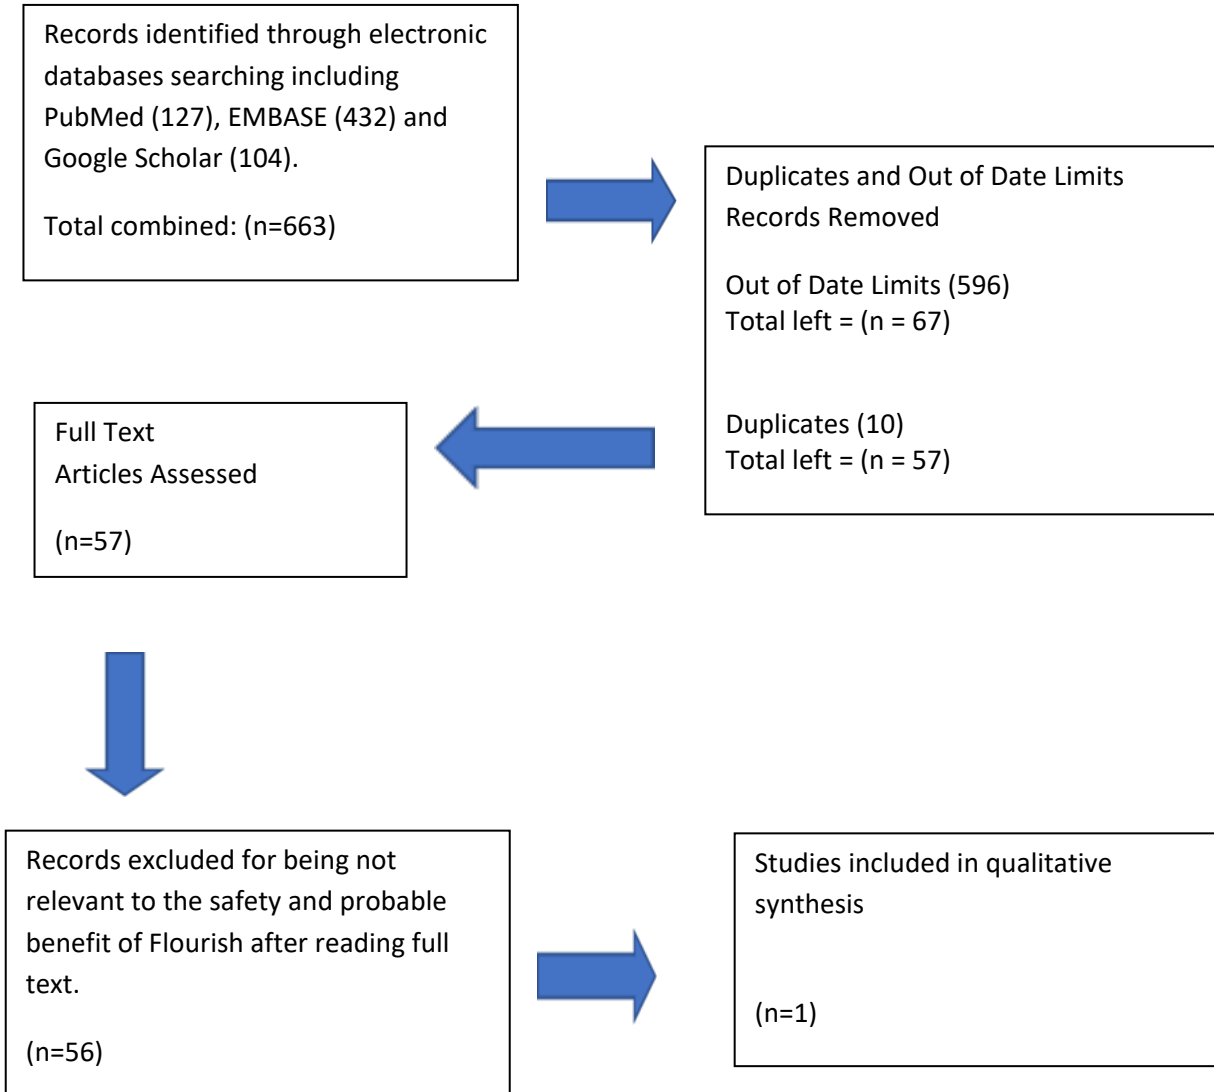 Records identified through electronic
databases searching including
PubMed (127), EMBASE (432) and
Google Scholar (104).
Total combined: (n=663)
Duplicates and Out of Date Limits
Records Removed
Out of Date Limits (596)
Total left = (n = 67)
Duplicates (10)
Total left = (n = 57)
Full Text
Articles Assessed
(n=57)
Records excluded for being not
relevant to the safety and probable
benefit of Flourish after reading full
text.
(n=56)
Studies included in qualitative
synthesis
(n=1)